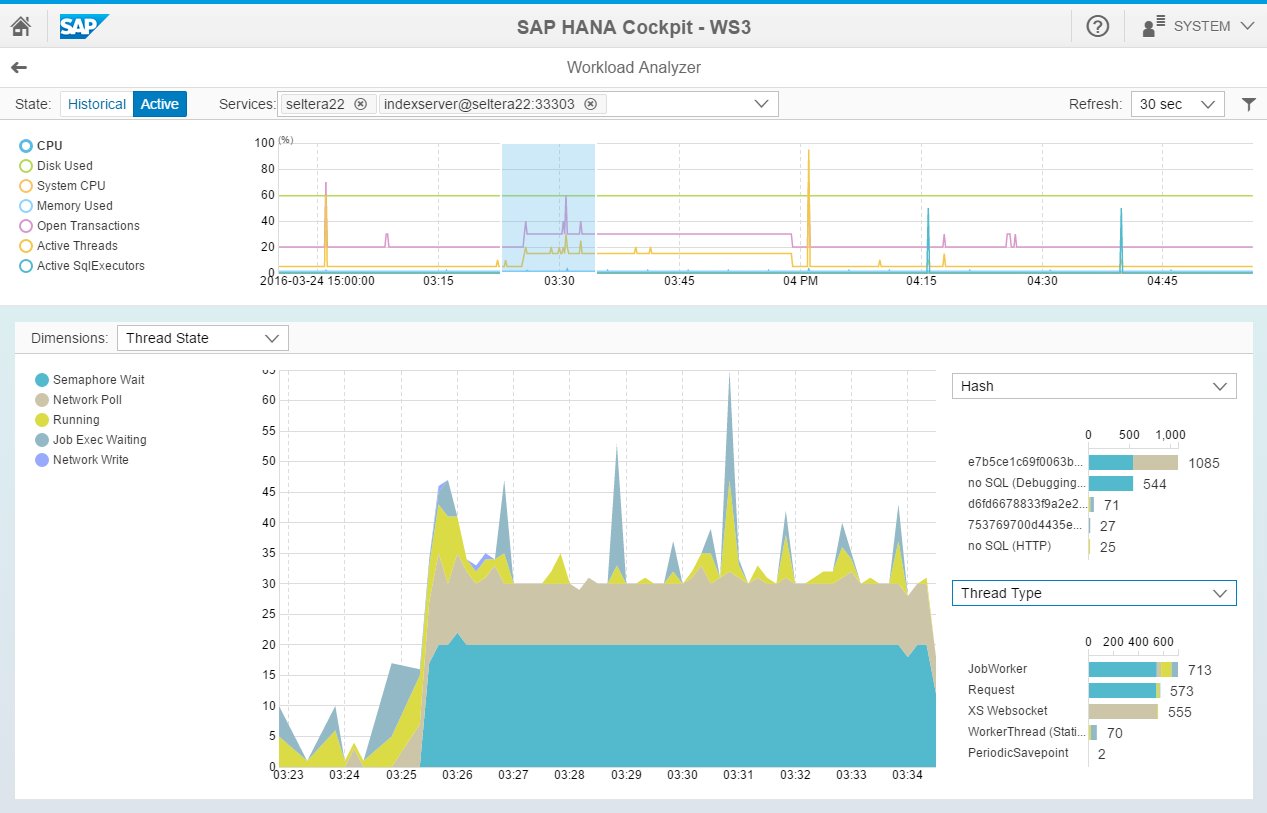 SAP
SAP HANA Cockpit - WS3
SYSTEM
Workload Analyzer
State:
Historical
Active
Services:
seltera22
indexserver@seltera22:33303
Refresh:
30 sec
CPU
Disk Used
System CPU
Memory Used
Open Transactions
Active Threads
Active SqlExecutors
(%)
100
80
60
40
20
0
2016-03-24 15:00:00
03:15
03:30
03:45
04 PM
04:15
04:30
04:45
Dimensions:
Thread State
Semaphore Wait
Network Poll
Running
Job Exec Waiting
Network Write
65
60
55
50
45
40
35
30
25
20
15
10
5
0
03:23
03:24
03:25
03:26
03:27
03:28
03:29
03:30
03:31
03:32
03:33
03:34
Hash
0 500 1,000
e7b5ce1c69f0063b... 1085
no SQL (Debugging... 544
d6fd6678833f9a2e2... 71
753769700d4435e... 27
no SQL (HTTP) 25
Thread Type
0 200 400 600
JobWorker 713
Request 573
XS Websocket 555
WorkerThread (Stati... 70
PeriodicSavepoint 2